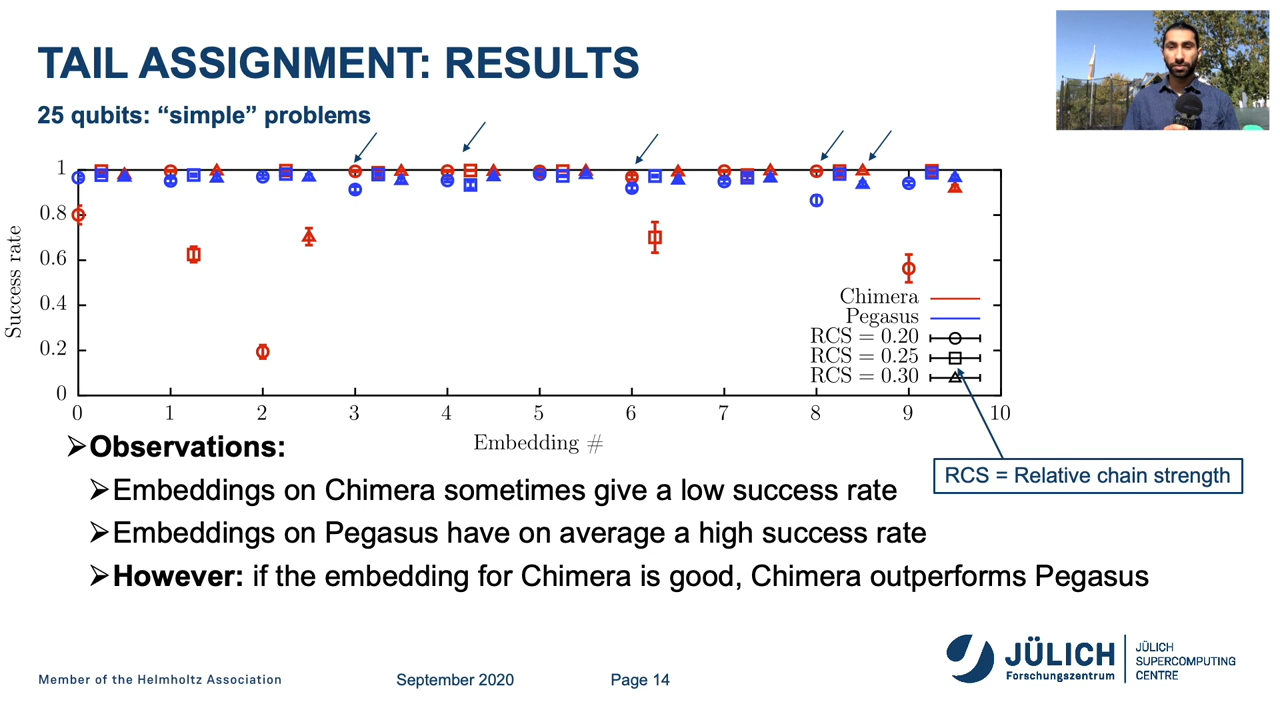 TAIL ASSIGNMENT: RESULTS
25 qubits: “simple” problems
1
0.8
0.6
0.4
0.2
0
Success rate
0 1 2 3 4 5 6 7 8 9 10
Embedding #
Chimera
Pegasus
RCS = 0.20
RCS = 0.25
RCS = 0.30
RCS = Relative chain strength
➢Observations:
➢Embeddings on Chimera sometimes give a low success rate
➢Embeddings on Pegasus have on average a high success rate
➢However: if the embedding for Chimera is good, Chimera outperforms Pegasus
Member of the Helmholtz Association
September 2020
Page 14
JÜLICH
Forschungszentrum
JÜLICH
SUPERCOMPUTING
CENTRE